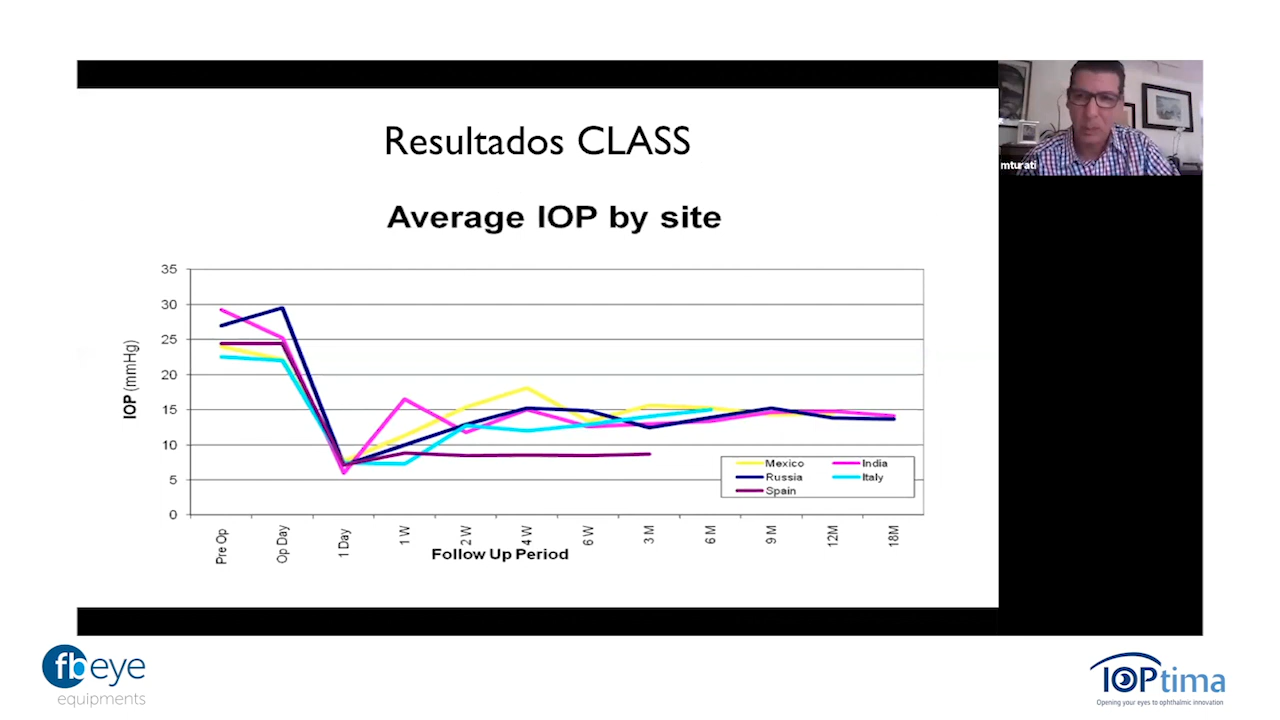 Resultados CLASS
mturati
Average IOP by site
35
30
25
20
15
10
5
0
IOP (mmHg)
Mexico
India
Russia
Italy
Spain
Pre Op
Op Day
1 Day
1 W
2 W
4 W
6 W
3 M
6 M
9 M
12M
18M
Follow Up Period
fbeye
equipments
IOPtima
Opening your eyes to ophthalmic innovation